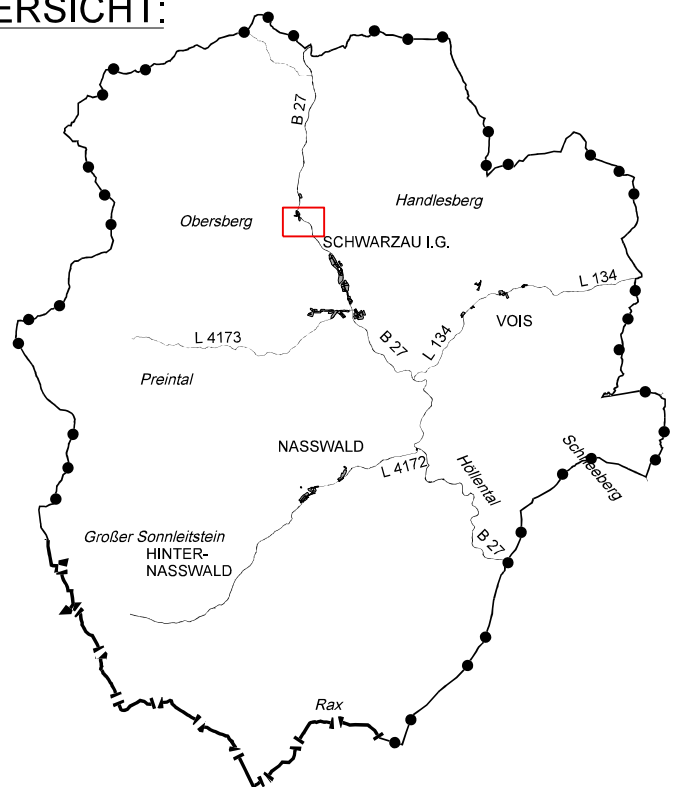 ERSICHT:
B 27
Handlesberg
Obersberg
SCHWARZAU I.G.
L 134
VOIS
L 134
B 27
L 4173
Preintal
NASSWALD
L 4172
Höllental
Schneeberg
B 27
Großer Sonnleitstein
HINTER-
NASSWALD
Rax